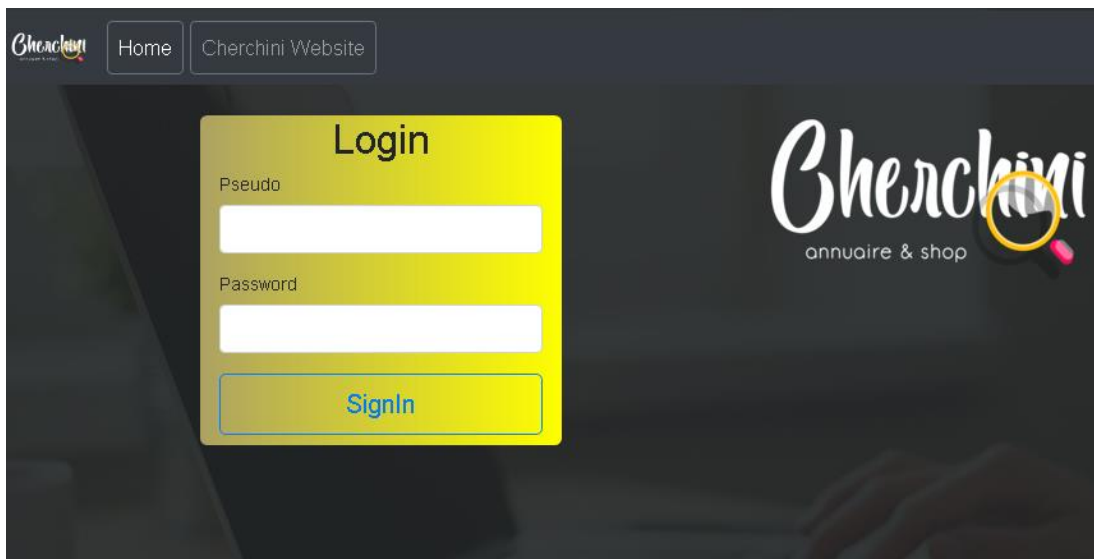 Cherchini
Home
Cherchini Website
Login
Pseudo
Password
SignIn
Cherchini
annuaire & shop